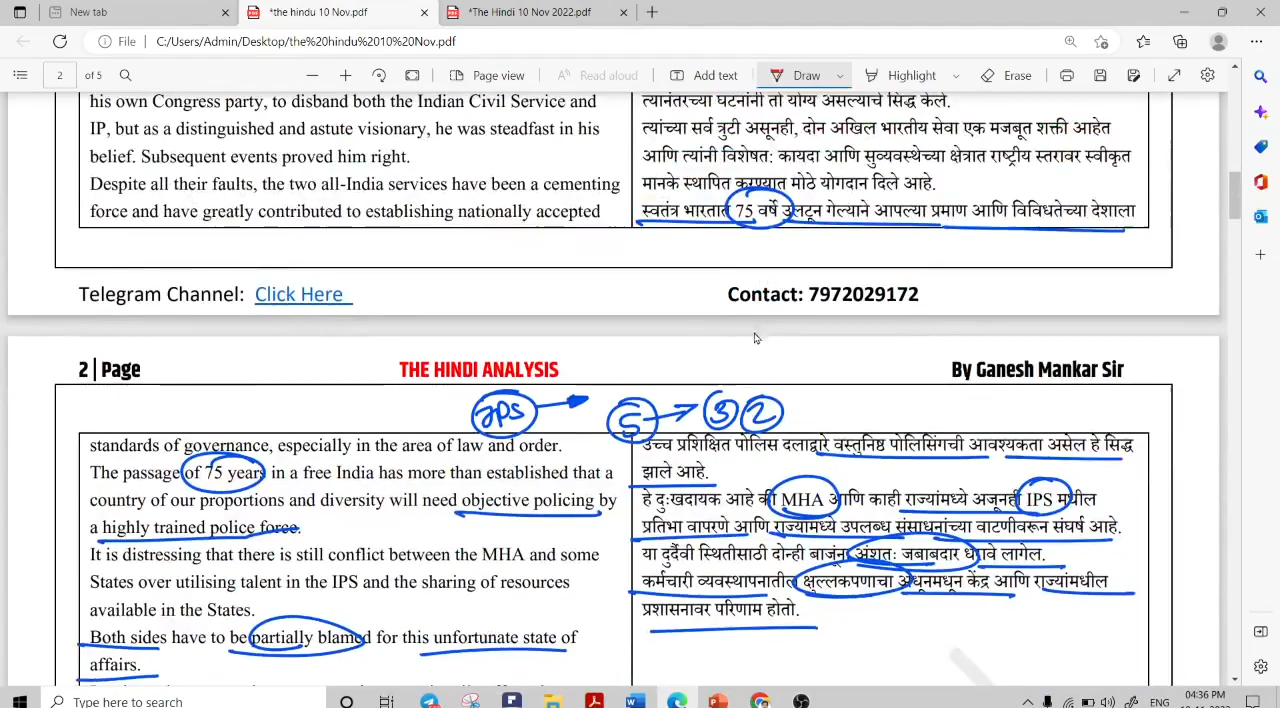 New tab
*the hindu 10 Nov.pdf
*The Hindi 10 Nov 2022.pdf
File
C:/Users/Admin/Desktop/the%20hindu%2010%20Nov.pdf
2 of 5
Page view
Read aloud
Add text
Draw
Highlight
Erase
his own Congress party, to disband both the Indian Civil Service and
IP, but as a distinguished and astute visionary, he was steadfast in his
belief. Subsequent events proved him right.
Despite all their faults, the two all-India services have been a cementing
force and have greatly contributed to establishing nationally accepted
त्यानंतरच्या घटनांनी तो योग्य असल्याचे सिद्ध केले.
त्यांच्या सर्व त्रुटी असूनही, दोन अखिल भारतीय सेवा एक मजबूत शक्ती आहेत
आणि त्यांनी विशेषत: कायदा आणि सुव्यवस्थेच्या क्षेत्रात राष्ट्रीय स्तरावर स्वीकृत
मानके स्थापित करण्यात मोठे योगदान दिले आहे.
स्वतंत्र भारतात 75 वर्षे उलटून गेल्याने आपल्या प्रमाण आणि विविधतेच्या देशाला
Telegram Channel: Click Here
Contact: 7972029172
2 | Page
THE HINDI ANALYSIS
By Ganesh Mankar Sir
IPS
5
3
2
standards of governance, especially in the area of law and order.
The passage of 75 years in a free India has more than established that a
country of our proportions and diversity will need objective policing by
a highly trained police force.
It is distressing that there is still conflict between the MHA and some
States over utilising talent in the IPS and the sharing of resources
available in the States.
Both sides have to be partially blamed for this unfortunate state of
affairs.
उच्च प्रशिक्षित पोलिस दलाद्वारे वस्तुनिष्ठ पोलिसिंगची आवश्यकता असेल हे सिद्ध
झाले आहे.
हे दुःखदायक आहे की MHA आणि काही राज्यांमध्ये अजूनही IPS मधील
प्रतिभा वापरणे आणि राज्यांमध्ये उपलब्ध संसाधनांच्या वाटणीवरून संघर्ष आहे.
या दुर्दैवी स्थितीसाठी दोन्ही बाजूंना अंशतः जबाबदार धरावे लागेल.
कर्मचारी व्यवस्थापनातील क्षुल्लकपणाचा अधूनमधून केंद्र आणि राज्यांमधील
प्रशासनावर परिणाम होतो.
Type here to search
ENG
04:36 PM